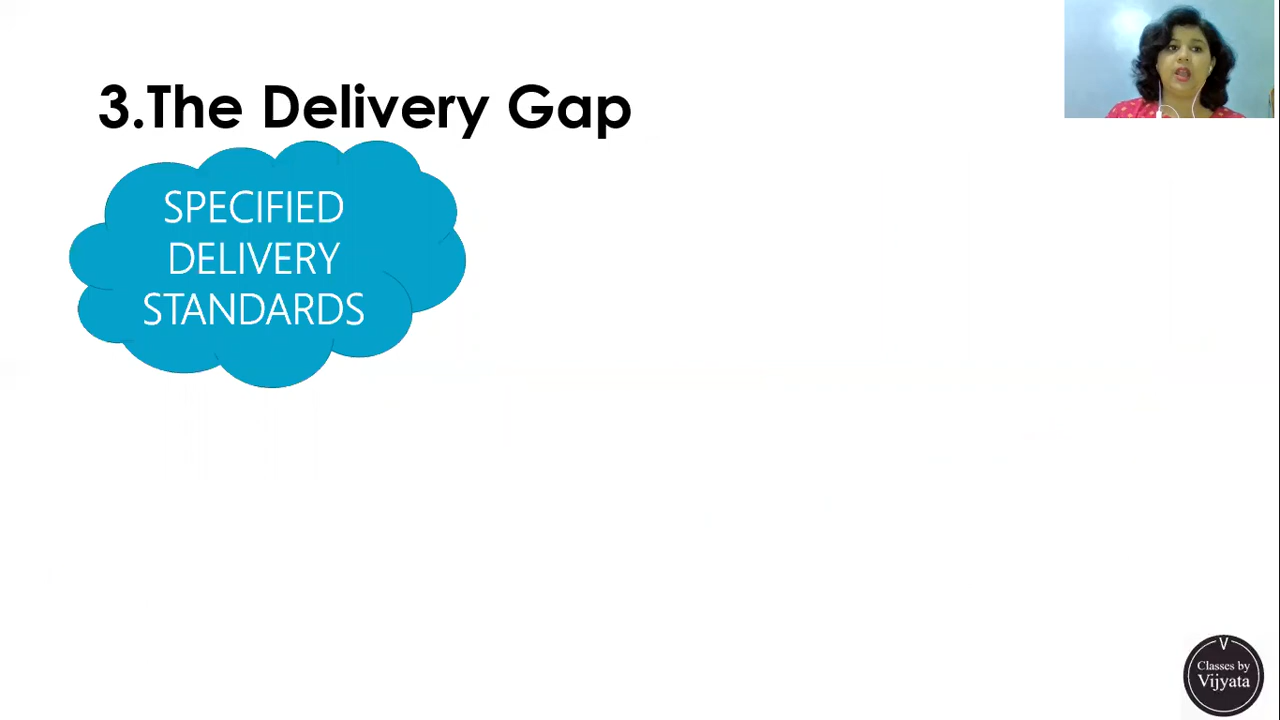 3.The Delivery Gap
SPECIFIED
DELIVERY
STANDARDS
V
Classes by
Vijyata